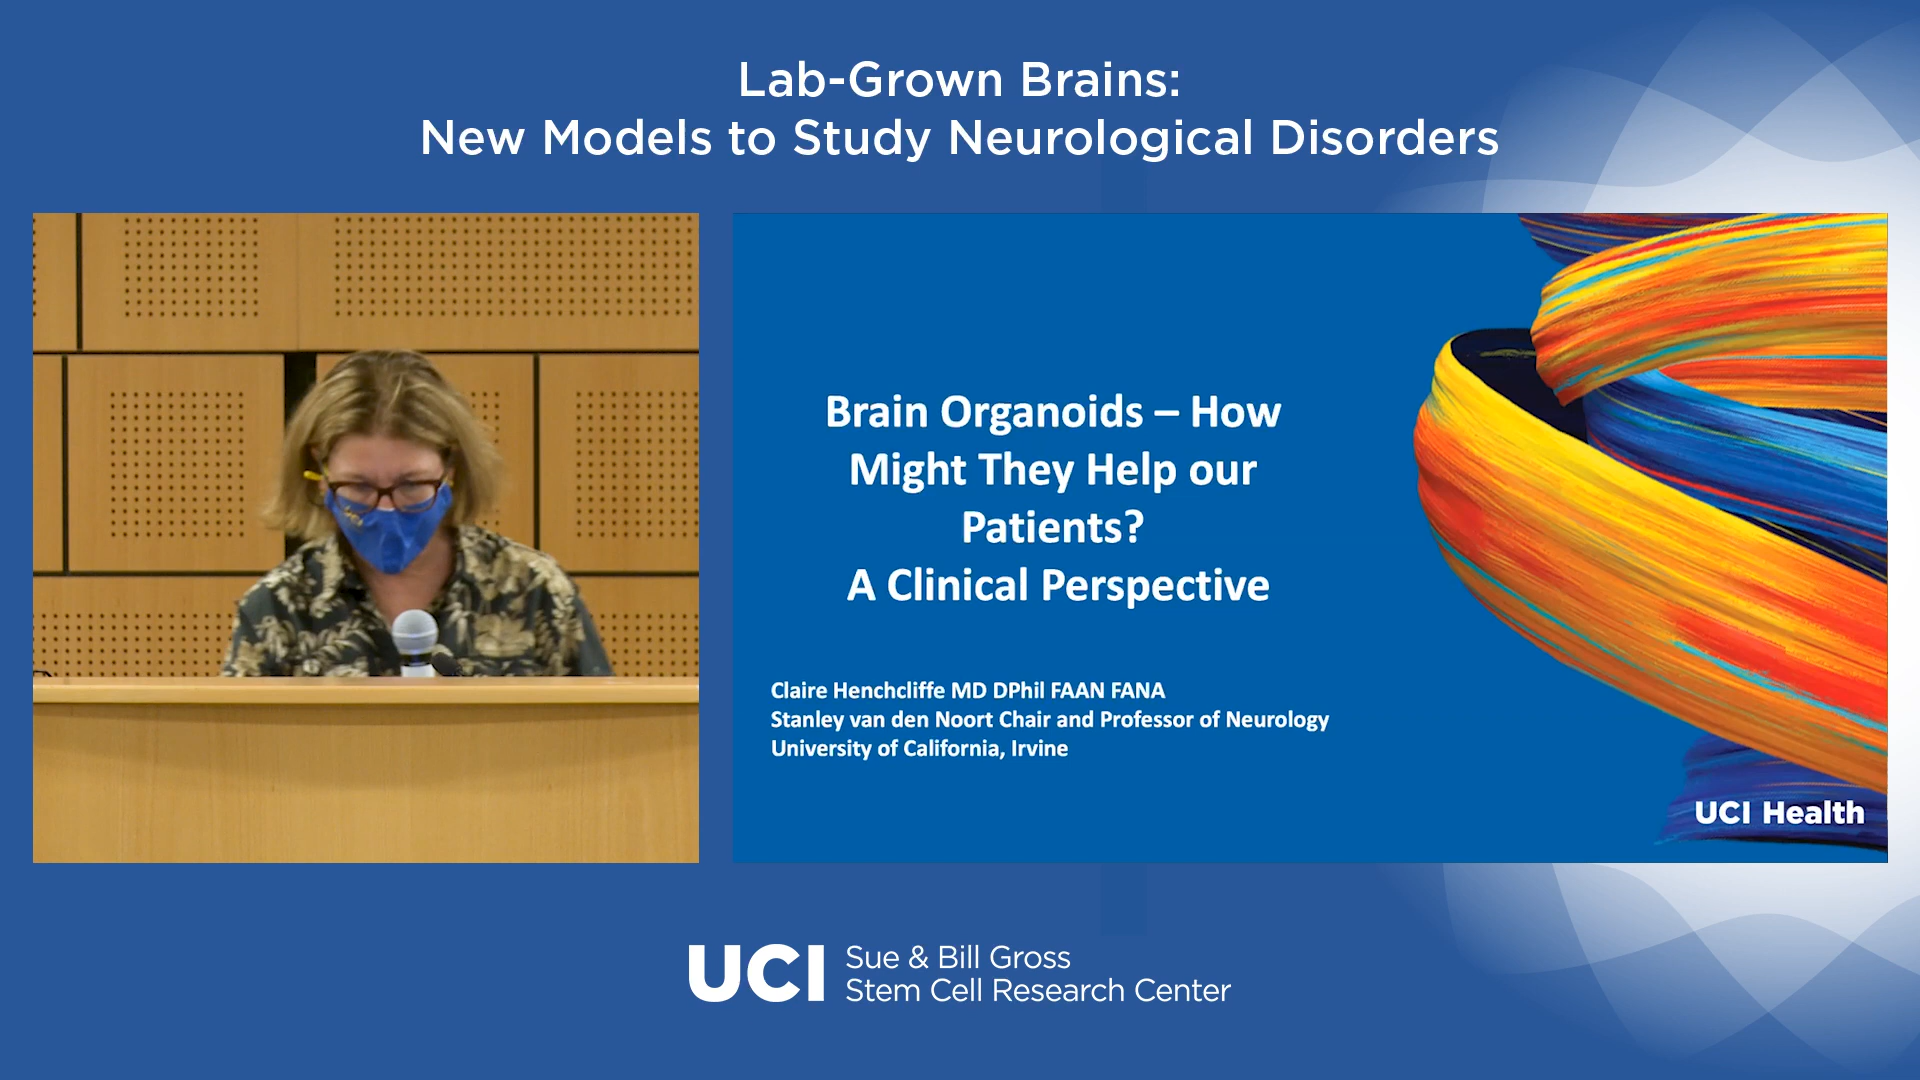 Lab-Grown Brains:
New Models to Study Neurological Disorders
Brain Organoids – How
Might They Help our
Patients?
A Clinical Perspective
Claire Henchcliffe MD DPhil FAAN FANA
Stanley van den Noort Chair and Professor of Neurology
University of California, Irvine
UCI Health
UCI Sue & Bill Gross
Stem Cell Research Center